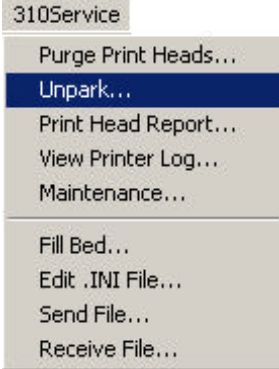 310Service
Purge Print Heads...
Unpark...
Print Head Report...
View Printer Log...
Maintenance...
Fill Bed...
Edit .INI File...
Send File...
Receive File...